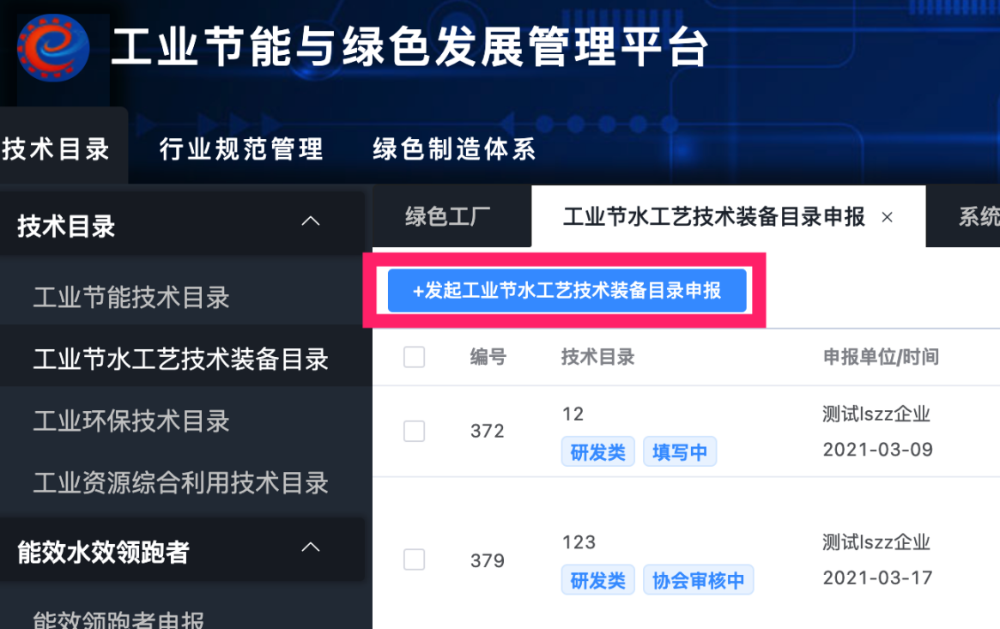 工业节能与绿色发展管理平台
技术目录
行业规范管理
绿色制造体系
技术目录
绿色工厂
工业节水工艺技术装备目录申报 ×
系统
+发起工业节水工艺技术装备目录申报
工业节能技术目录
工业节水工艺技术装备目录
工业环保技术目录
工业资源综合利用技术目录
能效水效领跑者
能效领跑者申报
编号
技术目录
申报单位/时间
372
12
研发类
填写中
测试lszz企业
2021-03-09
379
123
研发类
协会审核中
测试lszz企业
2021-03-17